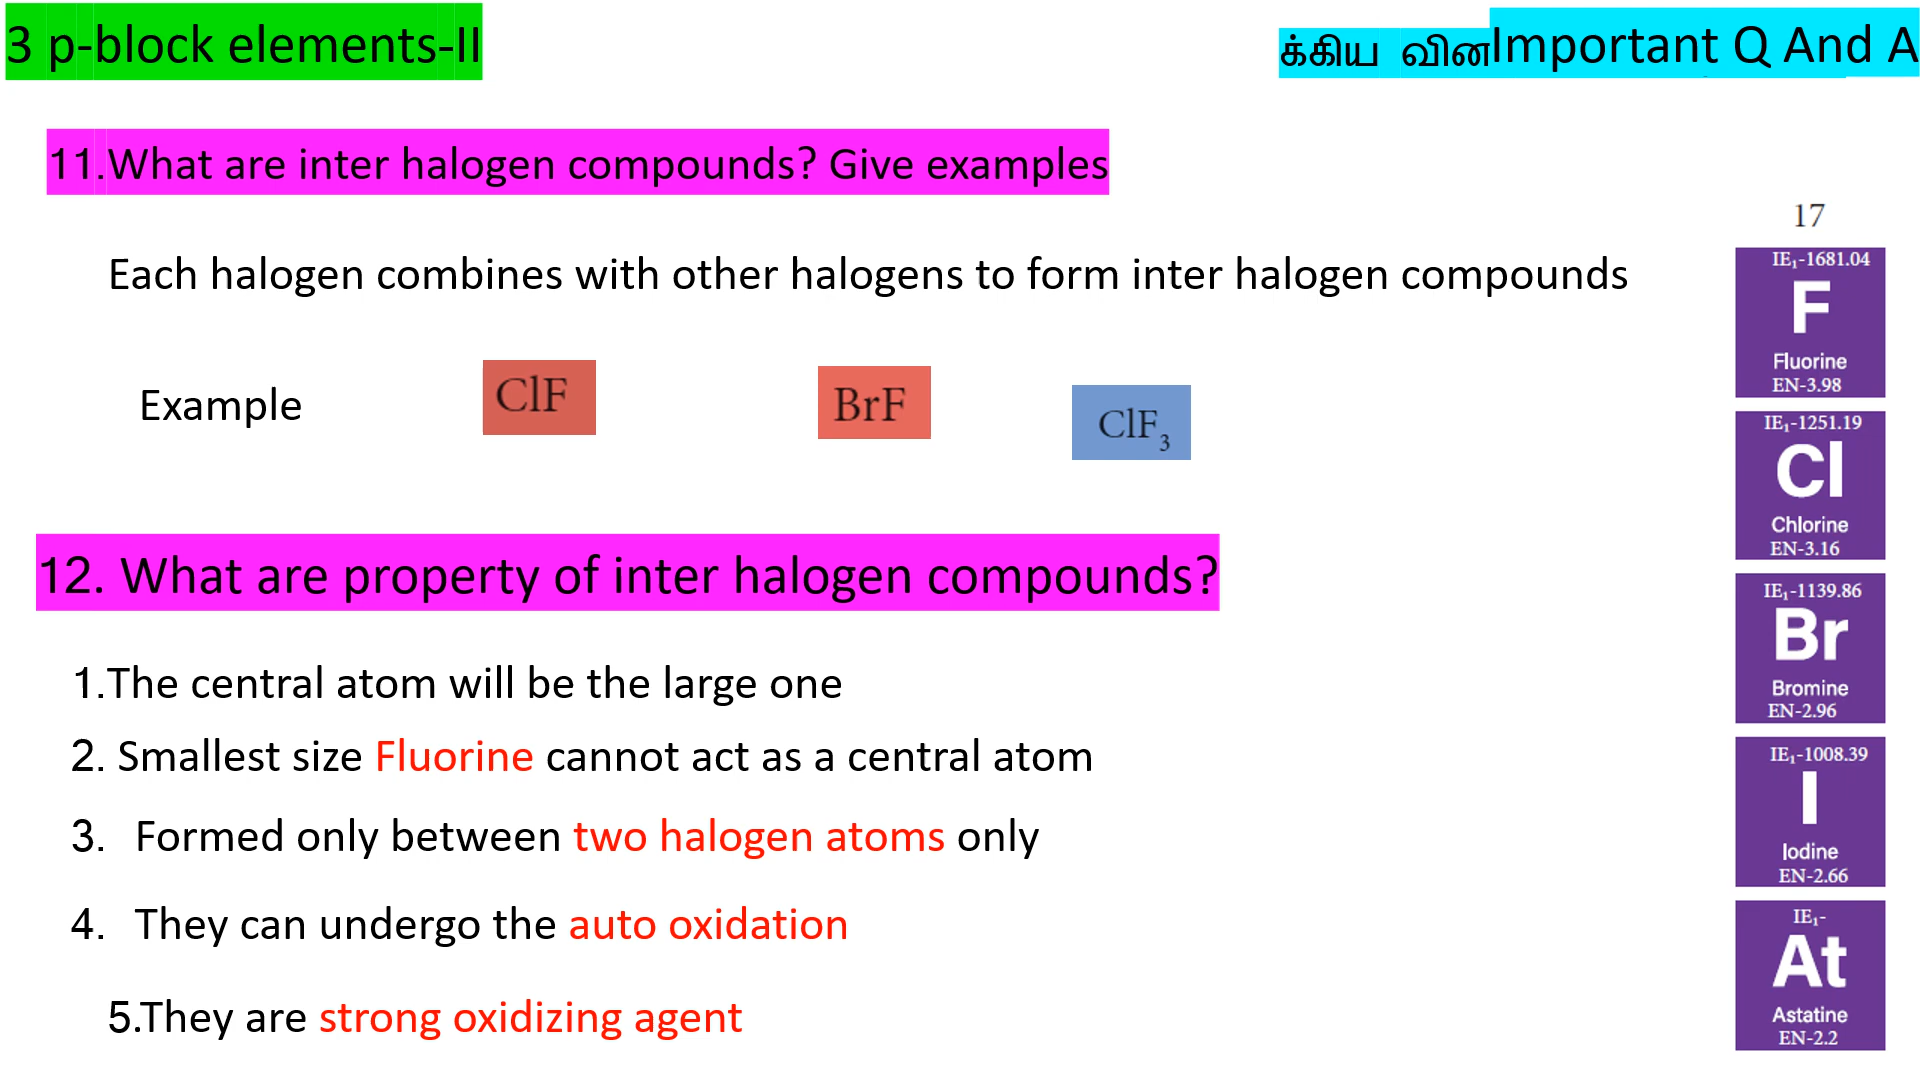 3 p-block elements-II
க்கிய வின
Important Q And A
11.What are inter halogen compounds? Give examples
Each halogen combines with other halogens to form inter halogen compounds
Example
ClF
BrF
ClF₃
12. What are property of inter halogen compounds?
1.The central atom will be the large one
2. Smallest size Fluorine cannot act as a central atom
3. Formed only between two halogen atoms only
4. They can undergo the auto oxidation
5.They are strong oxidizing agent
17
IE₁-1681.04
F
Fluorine
EN-3.98
IE₁-1251.19
Cl
Chlorine
EN-3.16
IE₁-1139.86
Br
Bromine
EN-2.96
IE₁-1008.39
I
Iodine
EN-2.66
IE₁-
At
Astatine
EN-2.2